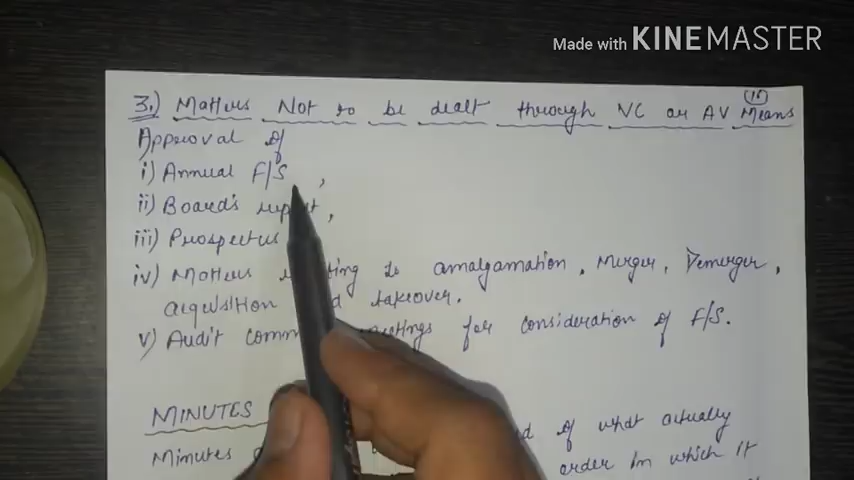 Made with KINEMASTER
(15)
3.) Matters Not to be dealt through VC or AV Means
Approval of
i) Annual F/S ,
ii) Board's report,
iii) Prospectus
iv) Matters relating to amalgamation, Merger, Demerger,
acquisition takeover.
v) Audit meetings for consideration of F/S.
MINUTES
Minutes of what actually
order in which it